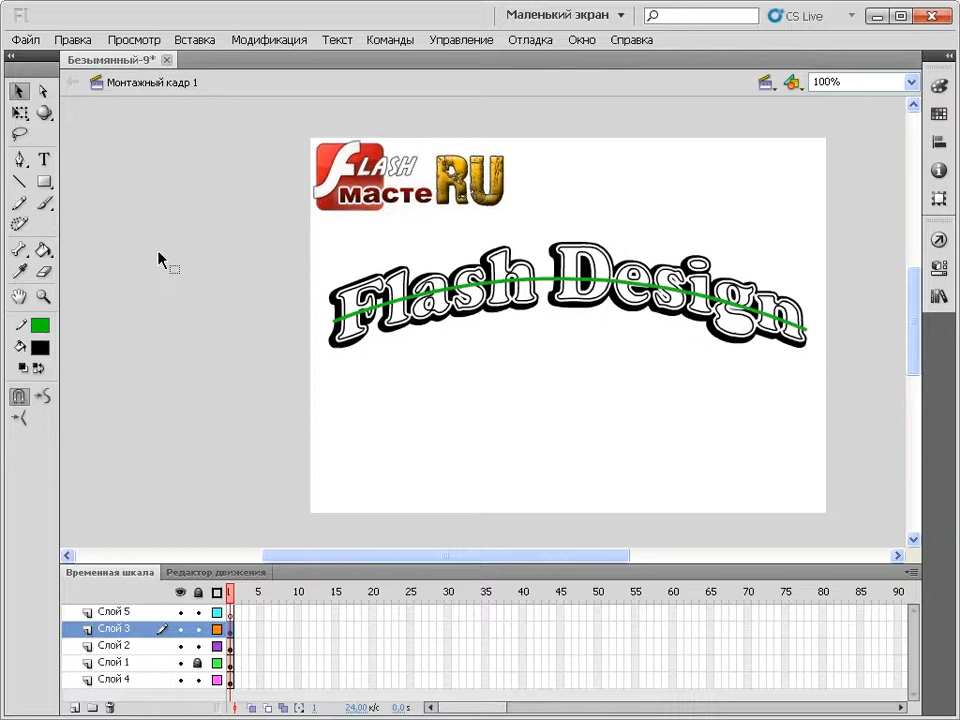 Fl
Маленький экран
CS Live
Файл Правка Просмотр Вставка Модификация Текст Команды Управление Отладка Окно Справка
Безымянный-9*
Монтажный кадр 1
100%
FLASH
мастеRU
Flash Design
T
Временная шкала Редактор движения
1 5 10 15 20 25 30 35 40 45 50 55 60 65 70 75 80 85 90
Слой 5
Слой 3
Слой 2
Слой 1
Слой 4
1 24,00 к/с 0,0 s